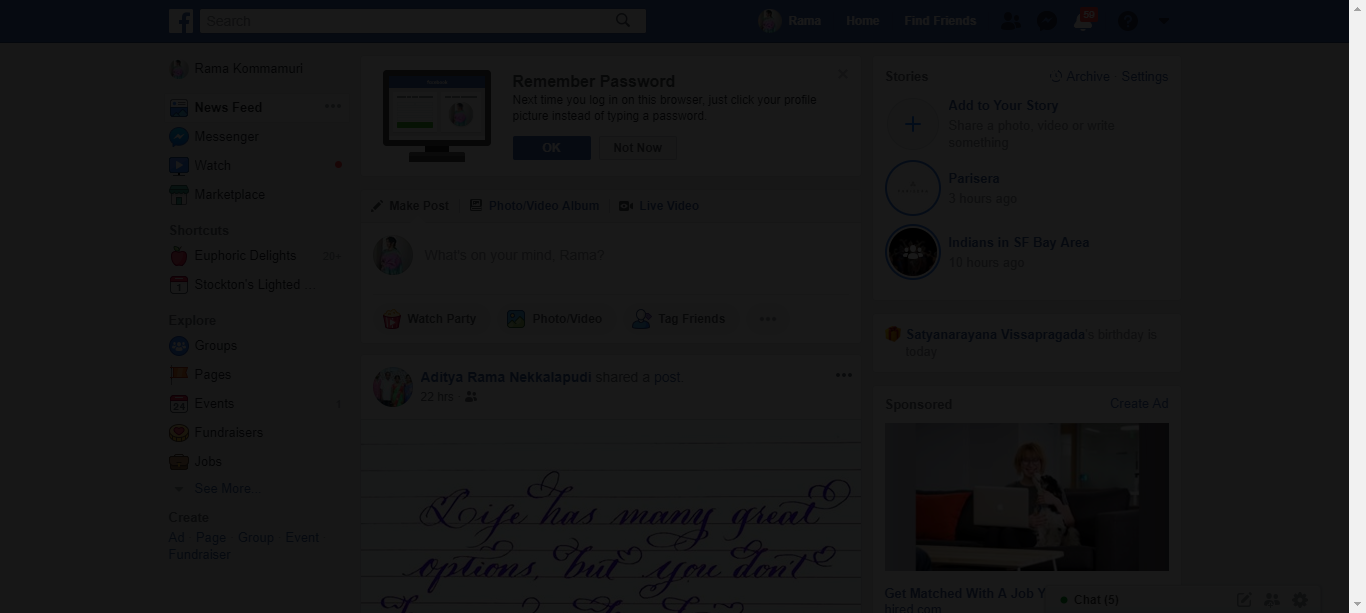 Search
Rama
Home
Find Friends
50
Rama Kommamuri
News Feed
Messenger
Watch
Marketplace
Shortcuts
Euphoric Delights
20+
Stockton's Lighted ...
Explore
Groups
Pages
Events
Fundraisers
Jobs
See More...
Create
Ad Page Group Event
Fundraiser
Remember Password
Next time you log in on this browser, just click your profile
picture instead of typing a password.
OK
Not Now
Make Post
Photo/Video Album
Live Video
What's on your mind, Rama?
Watch Party
Photo/Video
Tag Friends
Aditya Rama Nekkalapudi shared a post.
22 hrs
Life has many great
options, but you don't
Stories
Archive · Settings
Add to Your Story
Share a photo, video or write
something
Parisera
3 hours ago
Indians in SF Bay Area
10 hours ago
Satyanarayana Vissapragada's birthday is
today
Sponsored
Create Ad
Get Matched With A Job Y
hired.com
Chat (5)